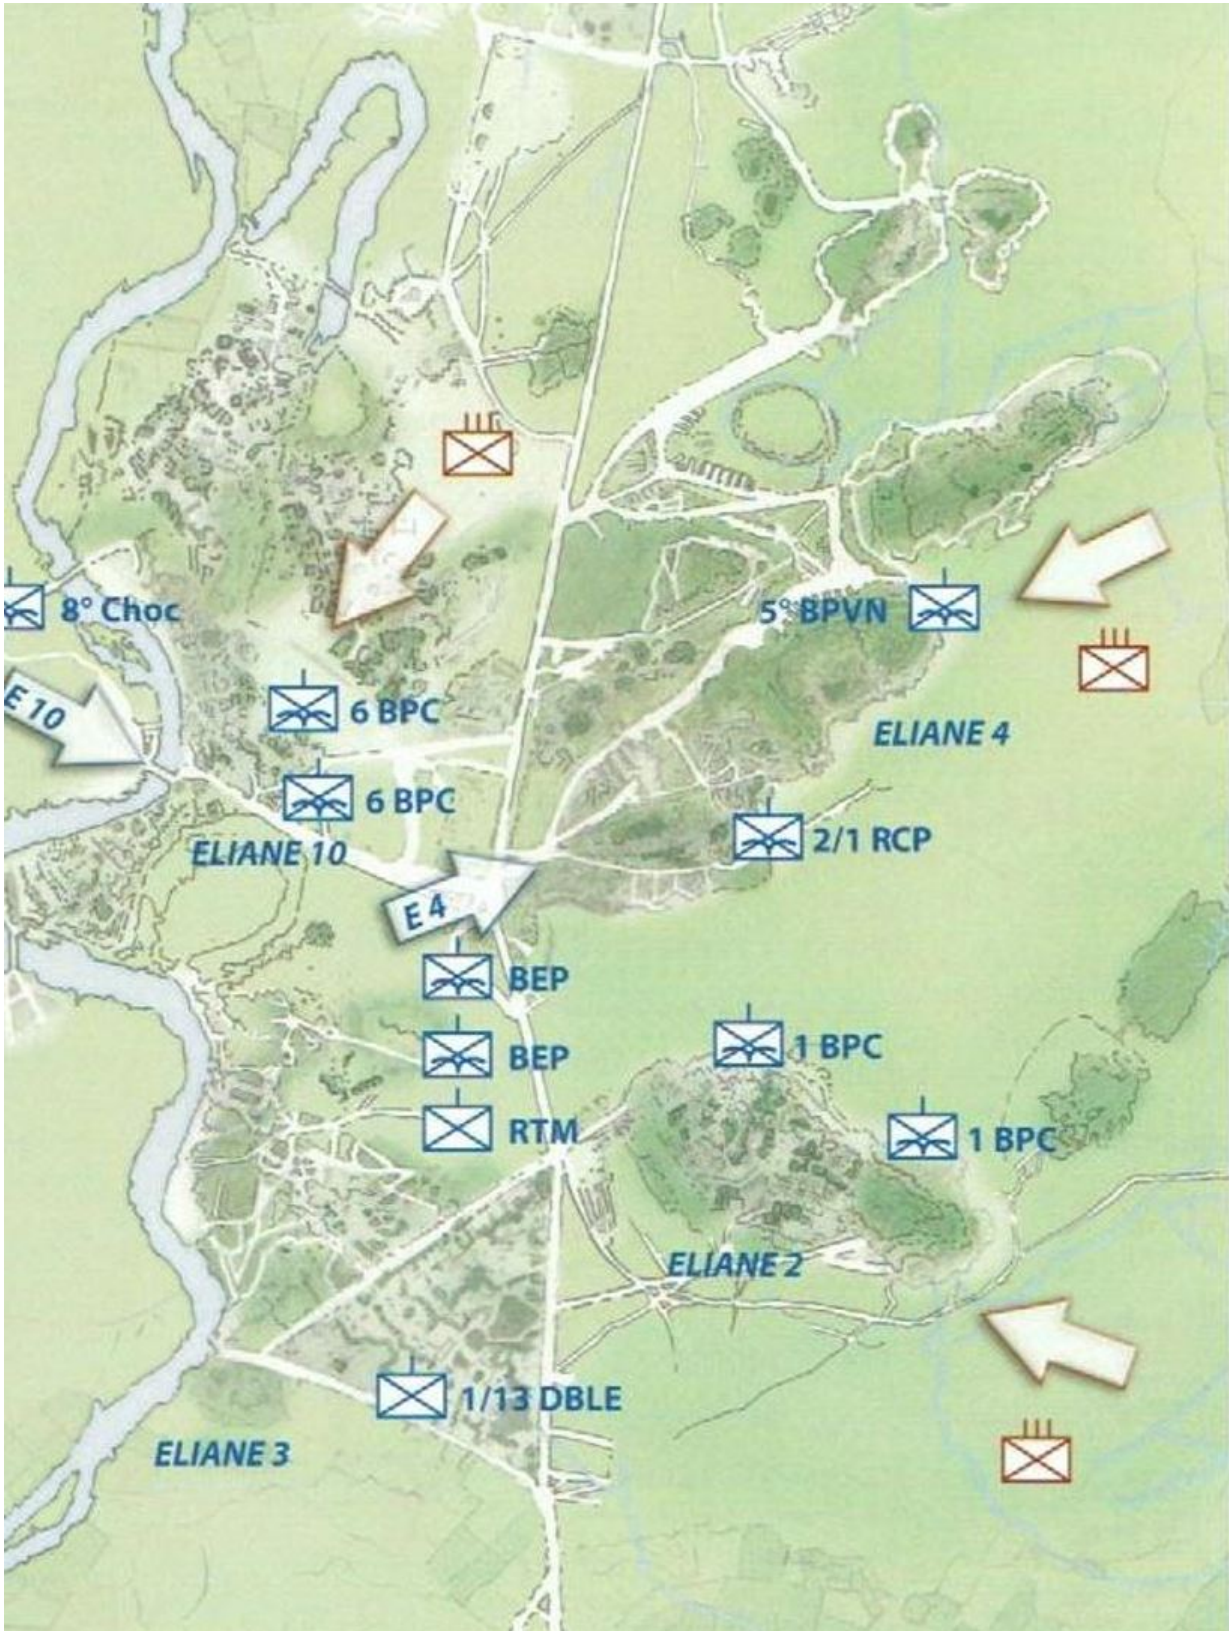 8° Choc
5° BPVN
E 10
6 BPC
ELIANE 4
6 BPC
2/1 RCP
ELIANE 10
E 4
BEP
BEP
1 BPC
RTM
1 BPC
ELIANE 2
1/13 DBLE
ELIANE 3